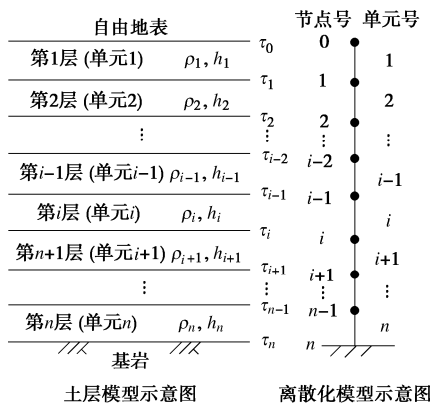 节点号 单元号
自由地表
τ0 0
第1层 (单元1) ρ1, h1 1
τ1 1
第2层 (单元2) ρ2, h2 2
τ2 2
⋮ ⋮ ⋮ ⋮
τi−2 i−2
第i−1层 (单元i−1) ρi−1, hi−1 i−1
τi−1 i−1
第i层 (单元i) ρi, hi i
τi i
第n+1层 (单元i+1) ρi+1, hi+1 i+1
τi+1 i+1
⋮ ⋮ ⋮ ⋮ ⋮
τn−1 n−1
第n层 (单元n) ρn, hn n
τn n
基岩
土层模型示意图 离散化模型示意图